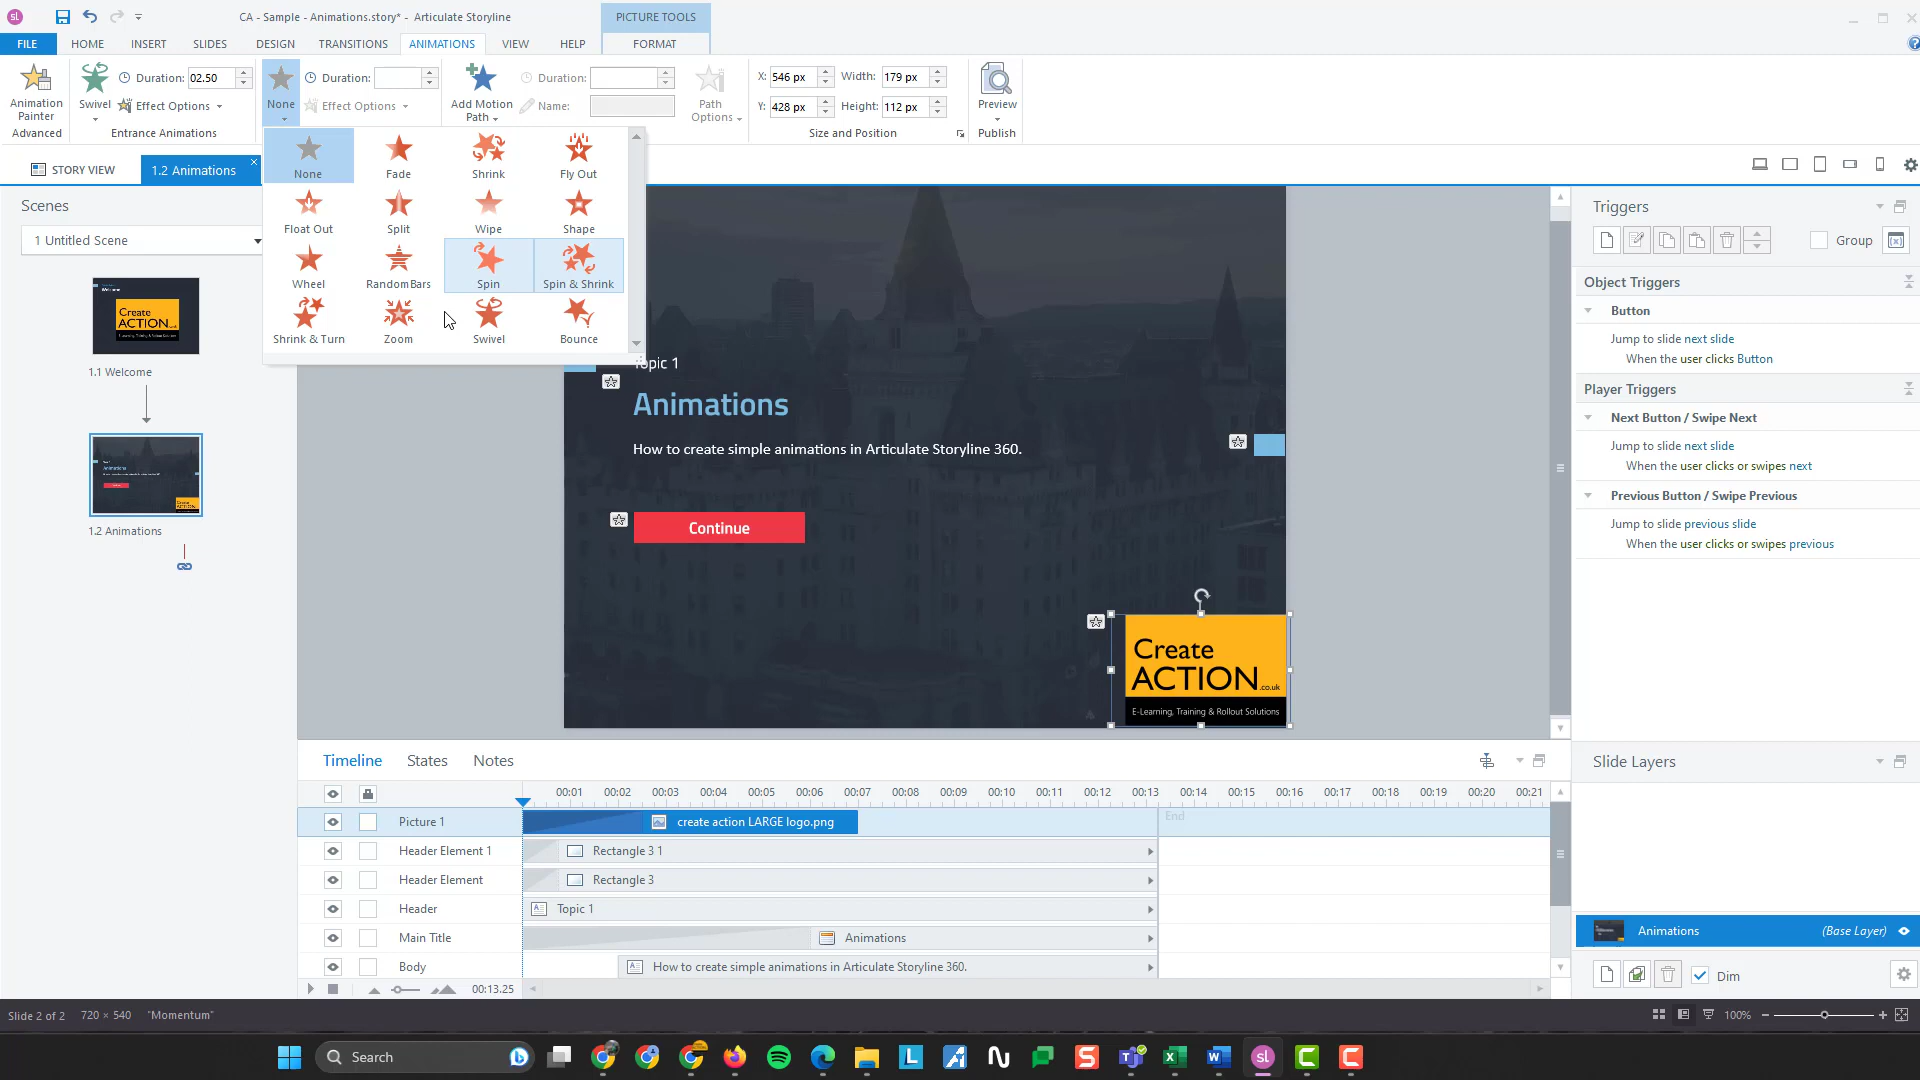 CA - Sample - Animations.story* - Articulate Storyline
PICTURE TOOLS
FILE
HOME
INSERT
SLIDES
DESIGN
TRANSITIONS
ANIMATIONS
VIEW
HELP
FORMAT
Animation Painter
Swivel
Duration: 02.50
Effect Options
None
Duration:
Effect Options
Add Motion Path
Duration:
Name:
Path Options
X: 546 px
Width: 179 px
Y: 428 px
Height: 112 px
Preview
Advanced
Entrance Animations
Size and Position
Publish
None
Fade
Shrink
Fly Out
Float Out
Split
Wipe
Shape
Wheel
RandomBars
Spin
Spin & Shrink
Shrink & Turn
Zoom
Swivel
Bounce
STORY VIEW
1.2 Animations
Scenes
1 Untitled Scene
Welcome
Create
ACTION
1.1 Welcome
1.2 Animations
Topic 1
Animations
How to create simple animations in Articulate Storyline 360.
Continue
Create
ACTION.co.uk
E-Learning, Training & Rollout Solutions
Triggers
Group
Object Triggers
Button
Jump to slide next slide
When the user clicks Button
Player Triggers
Next Button / Swipe Next
Jump to slide next slide
When the user clicks or swipes next
Previous Button / Swipe Previous
Jump to slide previous slide
When the user clicks or swipes previous
Slide Layers
Animations
(Base Layer)
Dim
Timeline
States
Notes
00:01 00:02 00:03 00:04 00:05 00:06 00:07 00:08 00:09 00:10 00:11 00:12 00:13 00:14 00:15 00:16 00:17 00:18 00:19 00:20 00:21
Picture 1
create action LARGE logo.png
End
Header Element 1
Rectangle 3 1
Header Element
Rectangle 3
Header
Topic 1
Main Title
Animations
Body
How to create simple animations in Articulate Storyline 360.
00:13.25
Slide 2 of 2
720 × 540
"Momentum"
100%
Search